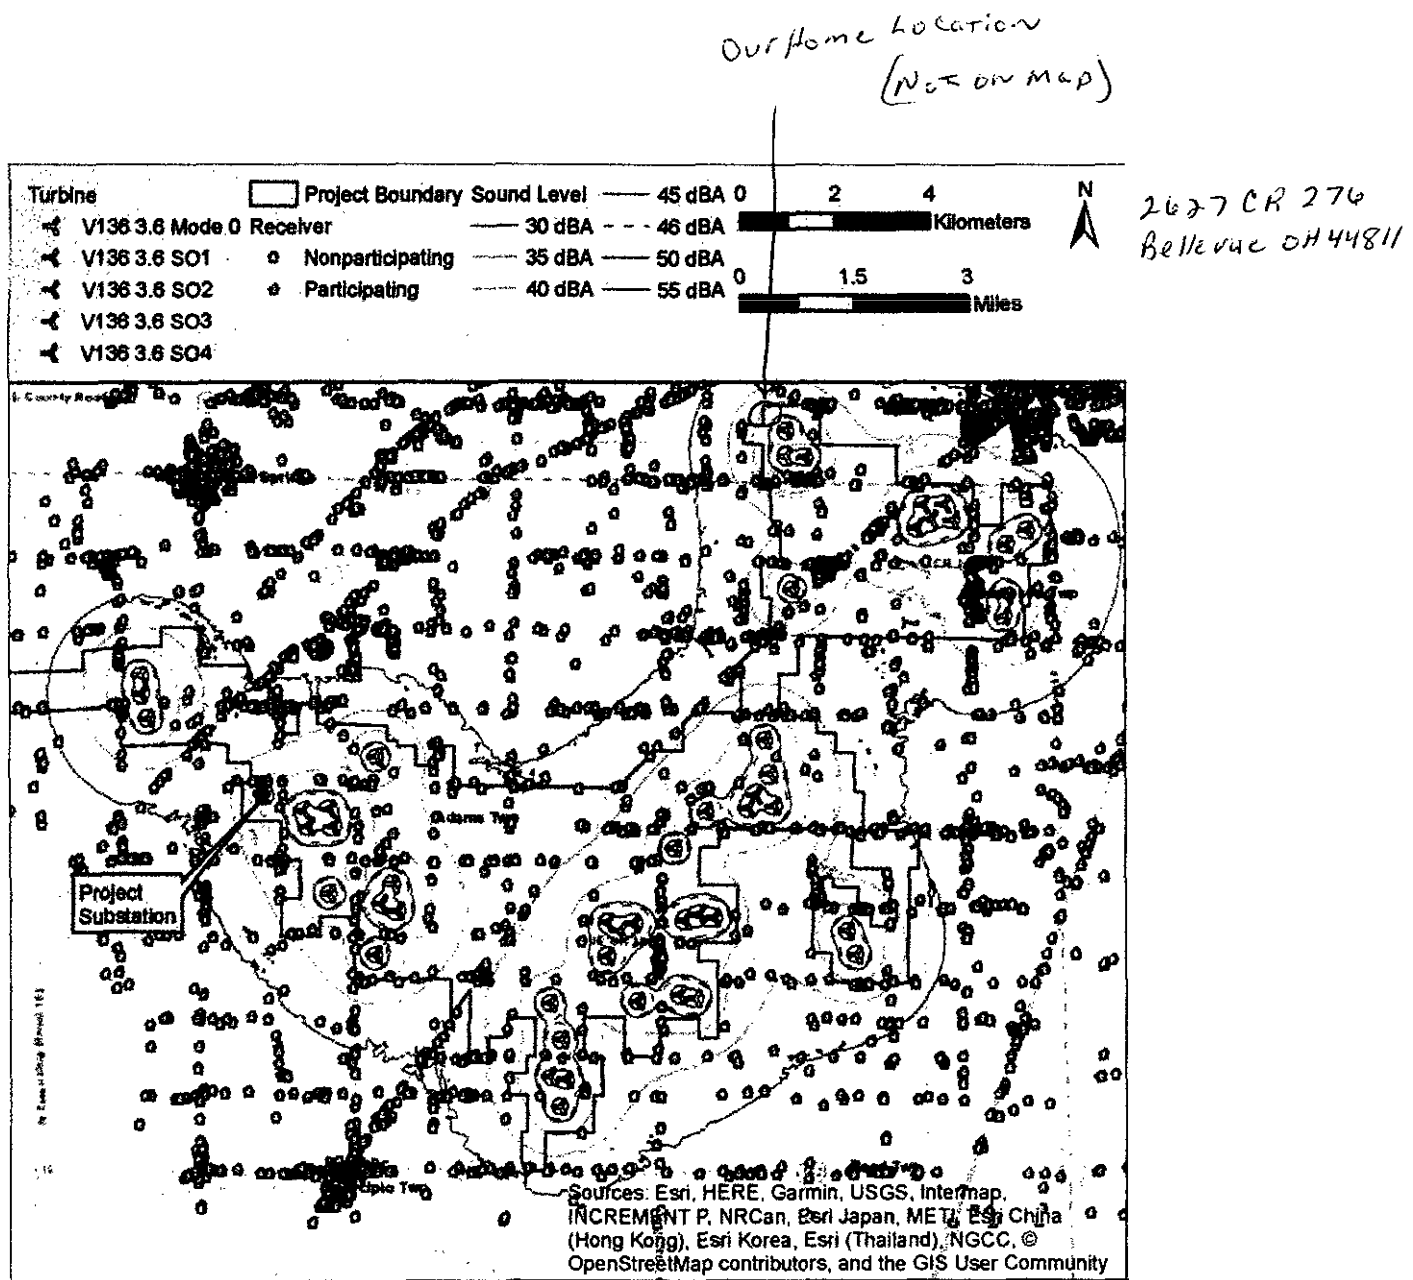 Our Home Location
(Not on Map)
2627 CR 276
Bellevue OH 44811
Turbine
V136 3.6 Mode 0
V136 3.6 SO1
V136 3.6 SO2
V136 3.6 SO3
V136 3.6 SO4
Project Boundary
Receiver
Nonparticipating
Participating
Sound Level
30 dBA
35 dBA
40 dBA
45 dBA
46 dBA
50 dBA
55 dBA
0 2 4
Kilometers
0 1.5 3
Miles
N
Adams Twp
Project
Substation
Sources: Esri, HERE, Garmin, USGS, Intermap,
INCREMENT P, NRCan, Esri Japan, METI, Esri China
(Hong Kong), Esri Korea, Esri (Thailand), NGCC, ©
OpenStreetMap contributors, and the GIS User Community